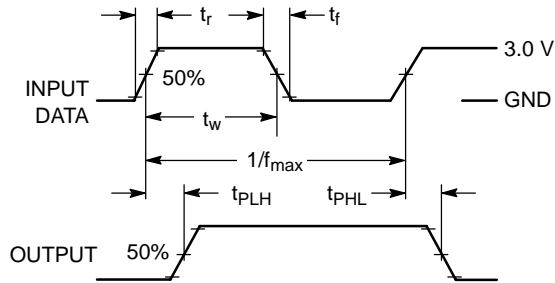 tr
tf
3.0 V
INPUT
DATA
50%
GND
tw
1/fmax
tPLH
tPHL
OUTPUT
50%